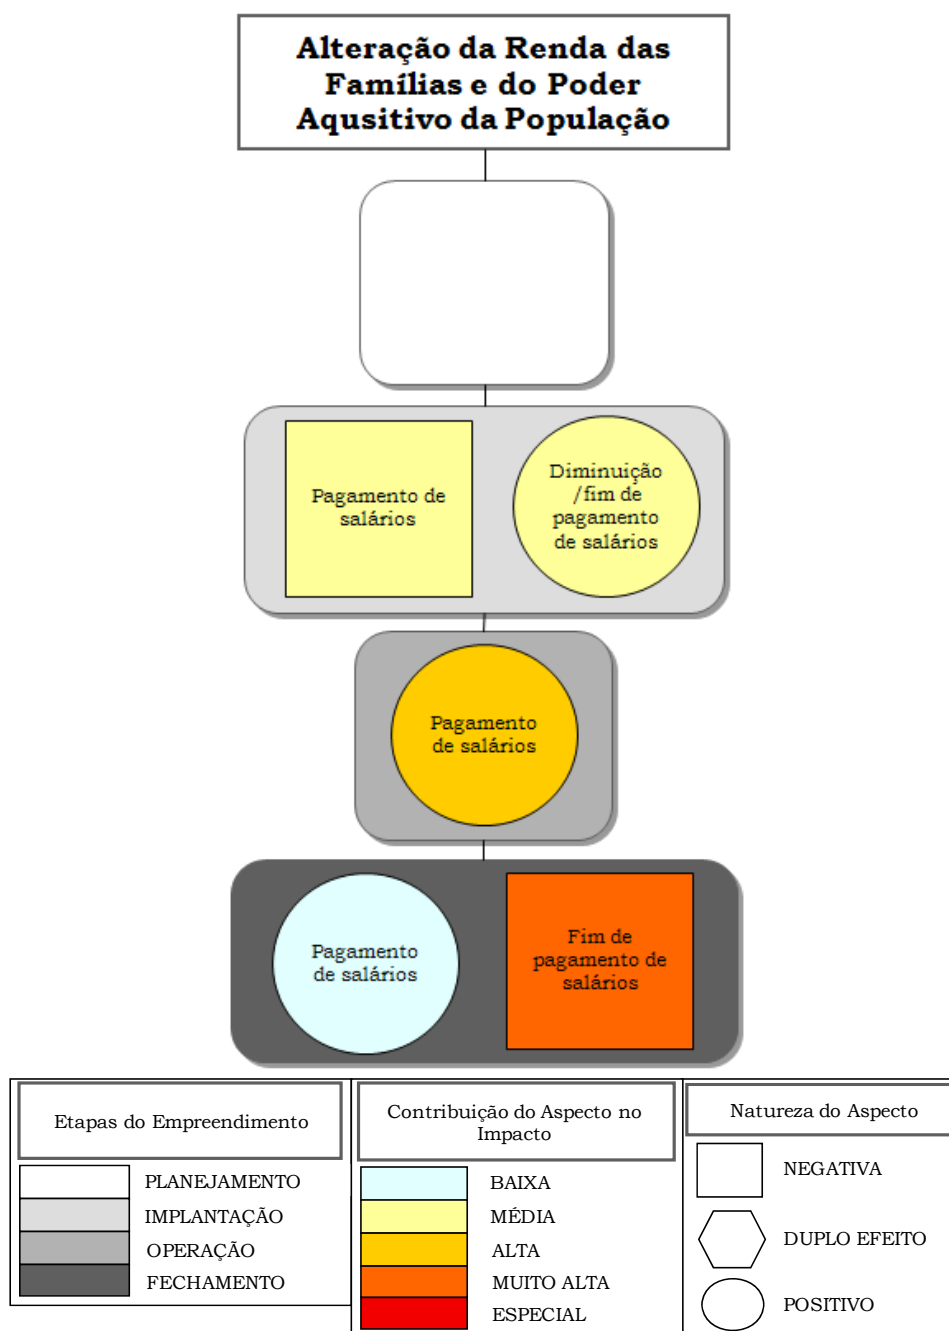 Alteração da Renda das
Famílias e do Poder
Aqusitivo da População
Pagamento de
salários
Diminuição
/fim de
pagamento
de salários
Pagamento
de salários
Pagamento
de salários
Fim de
pagamento de
salários
Etapas do Empreendimento
PLANEJAMENTO
IMPLANTAÇÃO
OPERAÇÃO
FECHAMENTO
Contribuição do Aspecto no
Impacto
BAIXA
MÉDIA
ALTA
MUITO ALTA
ESPECIAL
Natureza do Aspecto
NEGATIVA
DUPLO EFEITO
POSITIVO